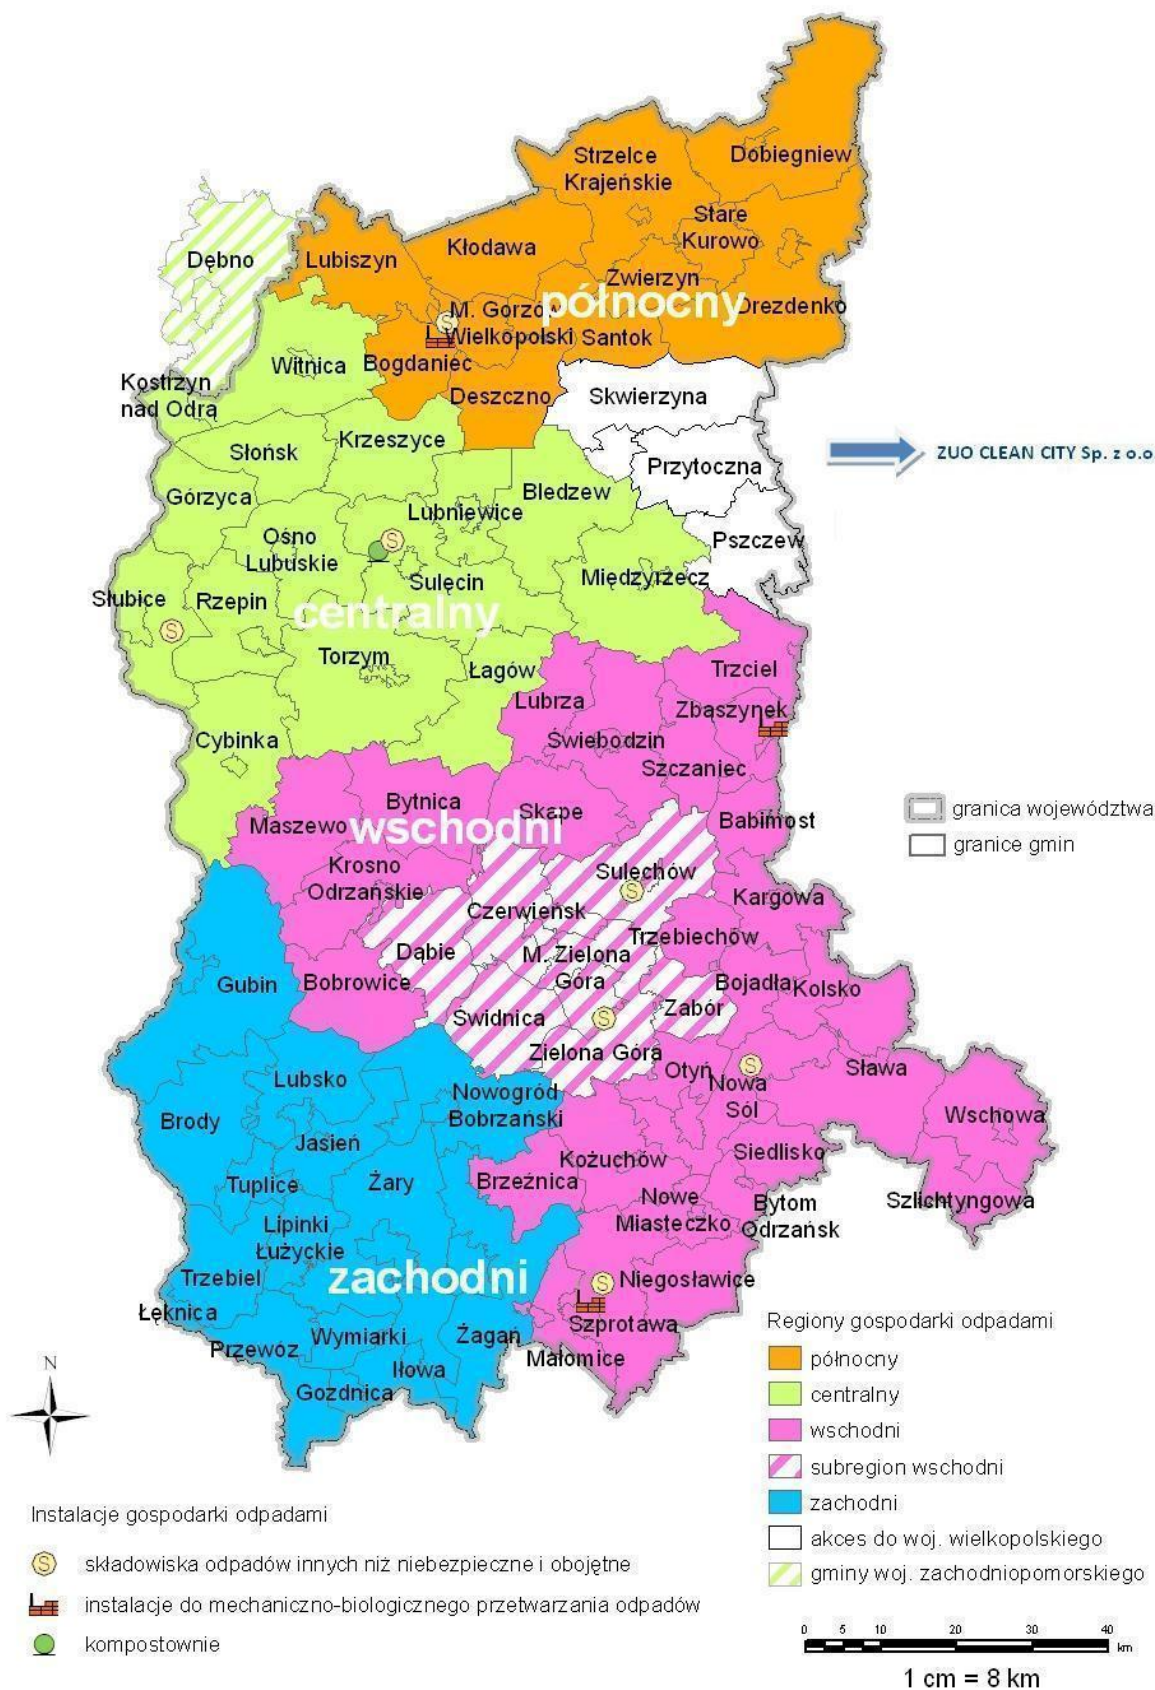 Dobiegniew
Strzelce
Krajeńskie
Stare
Kurowo
Kłodawa
Dębno
Lubiszyn
Zwierzyn
północny
Drezdenko
M. Gorzów
Wielkopolski
Santok
Witnica
Bogdaniec
Kostrzyn
nad Odrą
Deszczno
Skwierzyna
Krzeszyce
Słońsk
ZUO CLEAN CITY Sp. z o.o
Przytoczna
Górzyca
Bledzew
Lubniewice
Ośno
Lubuskie
S
Pszczew
Sulęcin
Międzyrzecz
Słubice
Rzepin
centralny
S
Torzym
Łagów
Trzciel
Lubrza
Zbąszynek
Cybinka
Świebodzin
Szczaniec
Bytnica
Skąpe
Maszewo
wschodni
Babimost
granica województwa
granice gmin
Krosno
Odrzańskie
Sulechów
S
Kargowa
Czerwieńsk
Trzebiechów
Dąbie
M. Zielona
Góra
Gubin
Bobrowice
Bojadła
Kolsko
Zabór
Świdnica
S
Zielona Góra
Otyń
S
Nowa
Sól
Sława
Lubsko
Nowogród
Bobrzański
Wschowa
Brody
Jasień
Siedlisko
Kożuchów
Tuplice
Żary
Brzeźnica
Nowe
Miasteczko
Bytom
Odrzańsk
Szlichtyngowa
Lipinki
Łużyckie
Trzebiel
zachodni
S
Niegosławice
Łęknica
Szprotawa
Przewóz
Wymiarki
Żagań
Małomice
Iłowa
Gozdnica
N
Regiony gospodarki odpadami
północny
centralny
wschodni
subregion wschodni
zachodni
akces do woj. wielkopolskiego
gminy woj. zachodniopomorskiego
Instalacje gospodarki odpadami
S składowiska odpadów innych niż niebezpieczne i obojętne
instalacje do mechaniczno-biologicznego przetwarzania odpadów
kompostownie
0 5 10 20 30 40
km
1 cm = 8 km